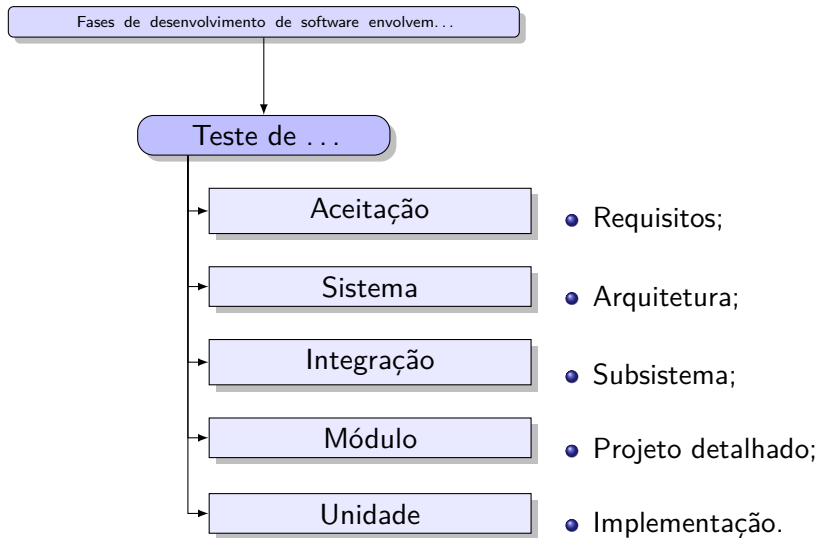 Fases de desenvolvimento de software envolvem...
Teste de ...
Aceitação
Requisitos;
Sistema
Arquitetura;
Integração
Subsistema;
Módulo
Projeto detalhado;
Unidade
Implementação.